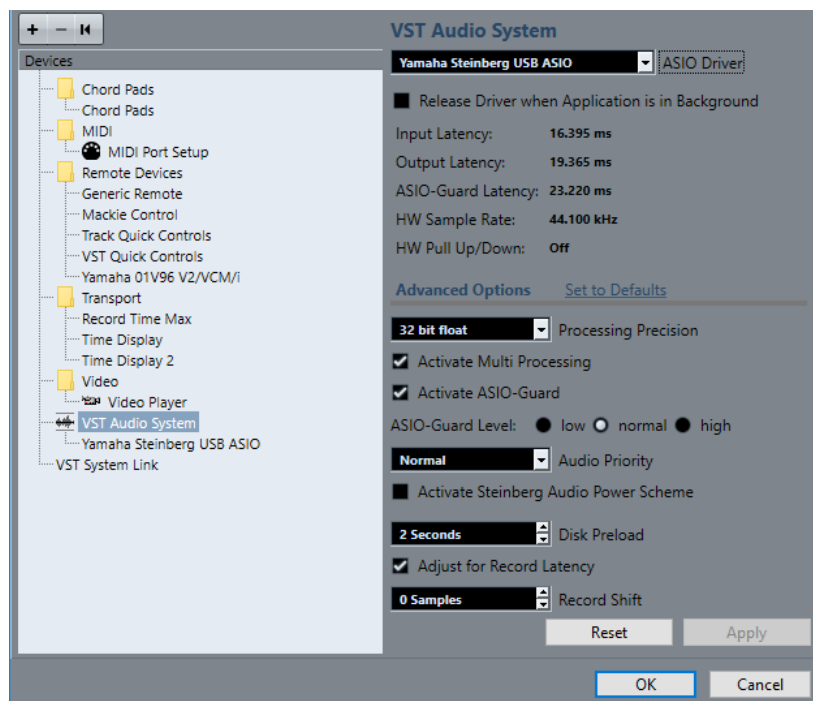 Devices
Chord Pads
Chord Pads
MIDI
MIDI Port Setup
Remote Devices
Generic Remote
Mackie Control
Track Quick Controls
VST Quick Controls
Yamaha 01V96 V2/VCM/i
Transport
Record Time Max
Time Display
Time Display 2
Video
Video Player
VST Audio System
Yamaha Steinberg USB ASIO
VST System Link
VST Audio System
Yamaha Steinberg USB ASIO ASIO Driver
Release Driver when Application is in Background
Input Latency: 16.395 ms
Output Latency: 19.365 ms
ASIO-Guard Latency: 23.220 ms
HW Sample Rate: 44.100 kHz
HW Pull Up/Down: Off
Advanced Options Set to Defaults
32 bit float Processing Precision
Activate Multi Processing
Activate ASIO-Guard
ASIO-Guard Level: low normal high
Normal Audio Priority
Activate Steinberg Audio Power Scheme
2 Seconds Disk Preload
Adjust for Record Latency
0 Samples Record Shift
Reset Apply
OK Cancel